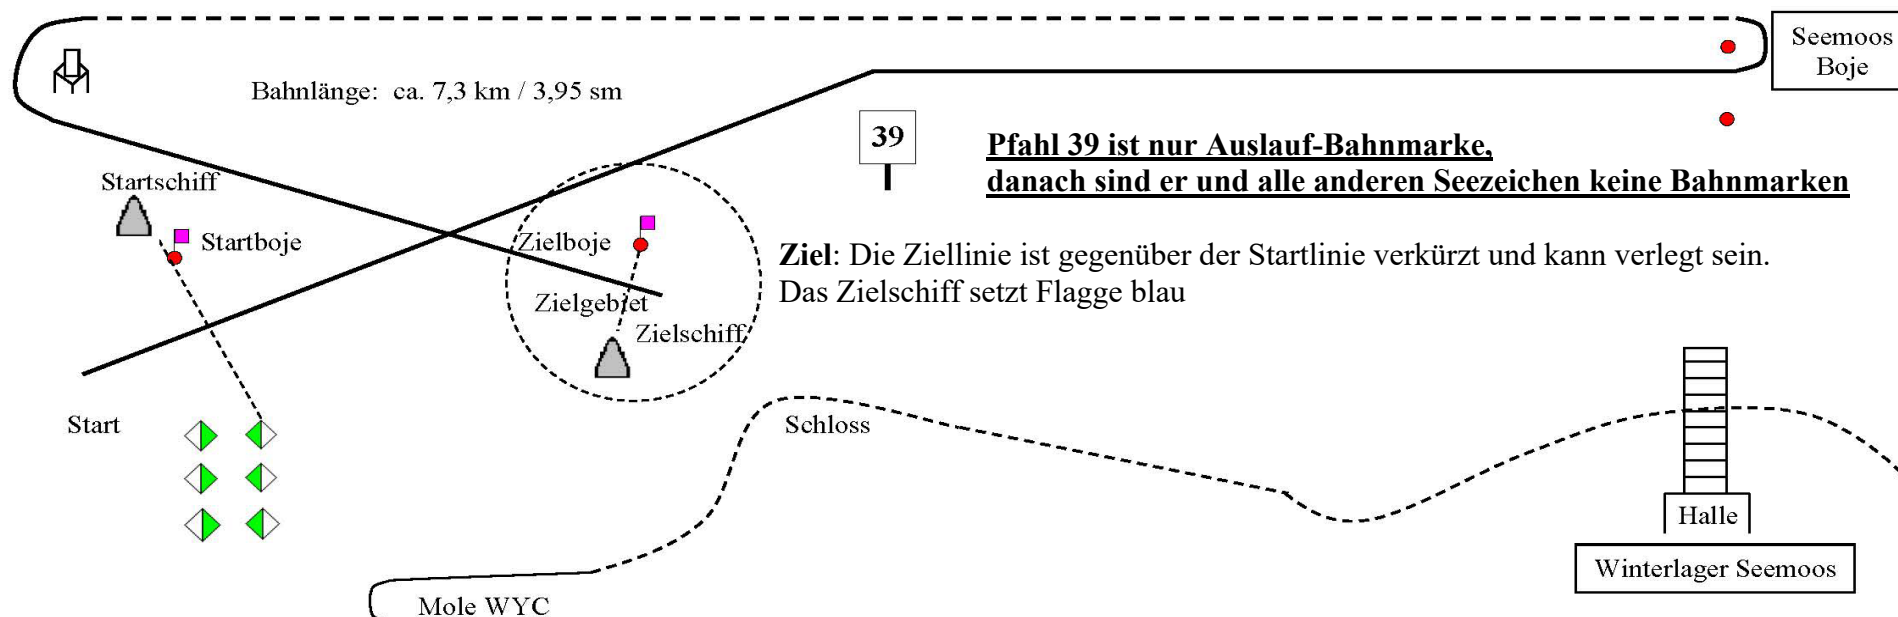 Seemoos
Boje
Bahnlänge: ca. 7,3 km / 3,95 sm
39
Pfahl 39 ist nur Auslauf-Bahnmarke,
danach sind er und alle anderen Seezeichen keine Bahnmarken
Startschiff
Startboje
Zielboje
Ziel: Die Ziellinie ist gegenüber der Startlinie verkürzt und kann verlegt sein.
Das Zielschiff setzt Flagge blau
Zielgebiet
Zielschiff
Start
Schloss
Halle
Winterlager Seemoos
Mole WYC